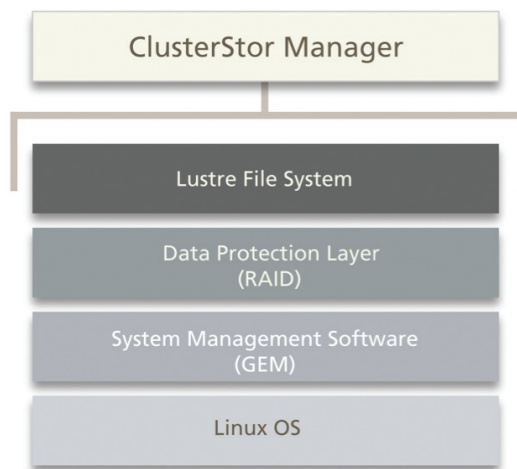 ClusterStor Manager
Lustre File System
Data Protection Layer
(RAID)
System Management Software
(GEM)
Linux OS